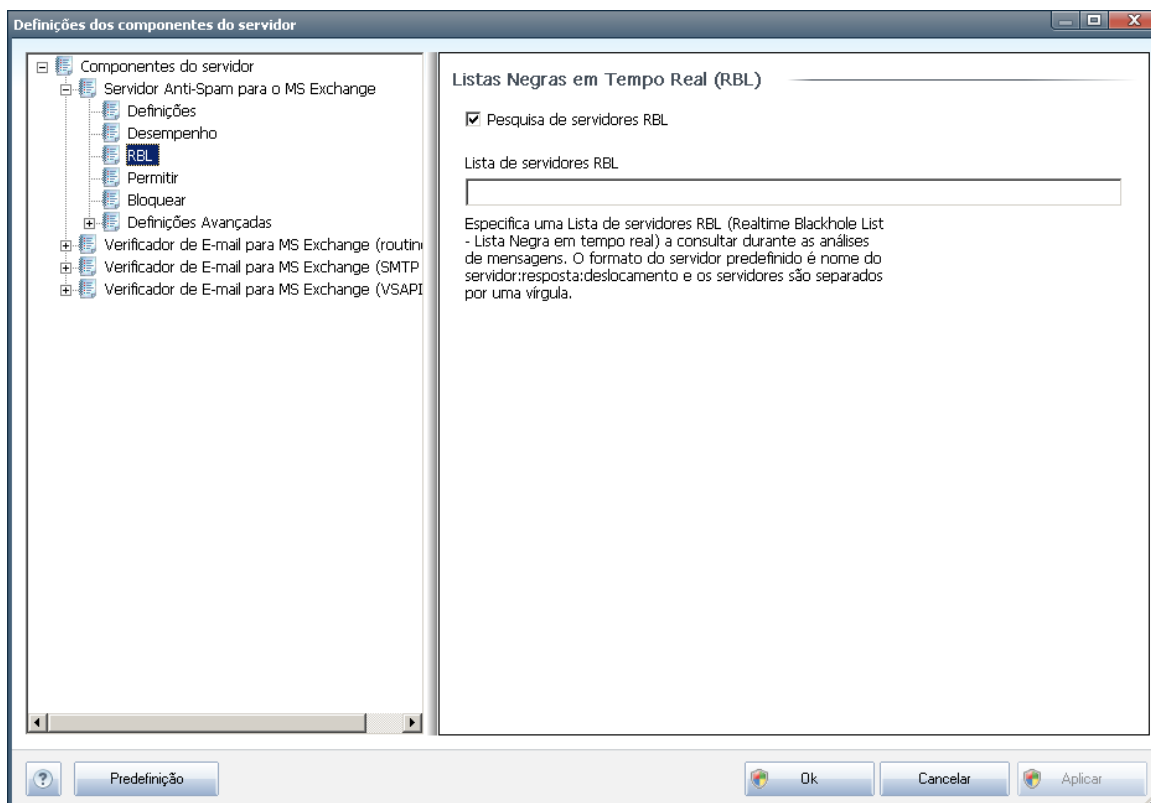 Definições dos componentes do servidor
Componentes do servidor
Servidor Anti-Spam para o MS Exchange
Definições
Desempenho
RBL
Permitir
Bloquear
Definições Avançadas
Verificador de E-mail para MS Exchange (routin
Verificador de E-mail para MS Exchange (SMTP
Verificador de E-mail para MS Exchange (VSAPI
Listas Negras em Tempo Real (RBL)
Pesquisa de servidores RBL
Lista de servidores RBL
Especifica uma Lista de servidores RBL (Realtime Blackhole List
- Lista Negra em tempo real) a consultar durante as análises
de mensagens. O formato do servidor predefinido é nome do
servidor:resposta:deslocamento e os servidores são separados
por uma vírgula.
? Predefinição Ok Cancelar Aplicar